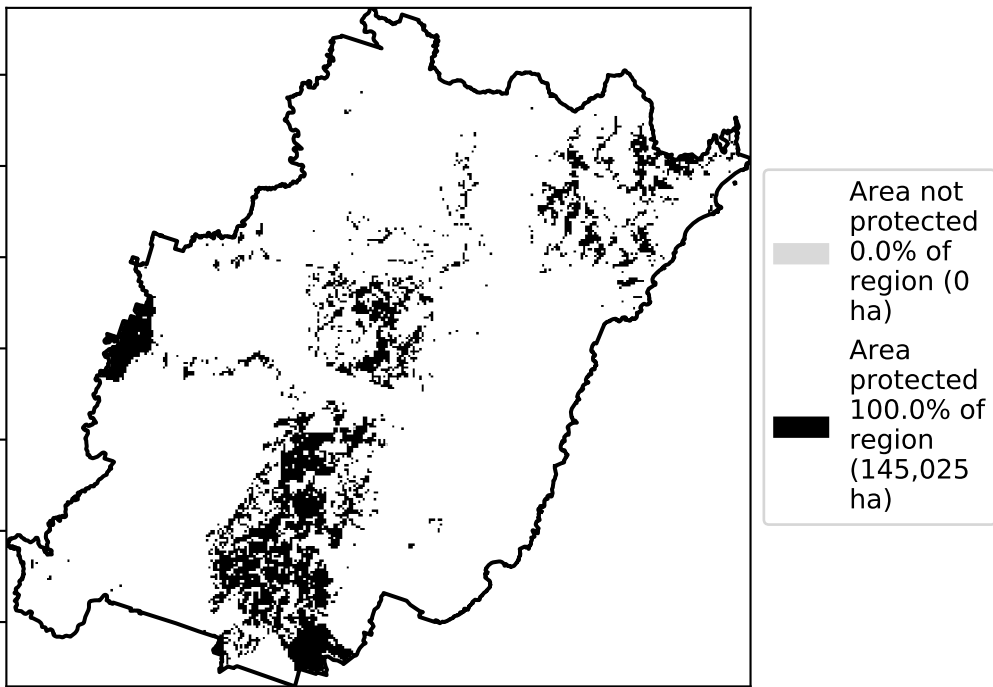 Area not
protected
0.0% of
region (0
ha)
Area
protected
100.0% of
region
(145,025
ha)